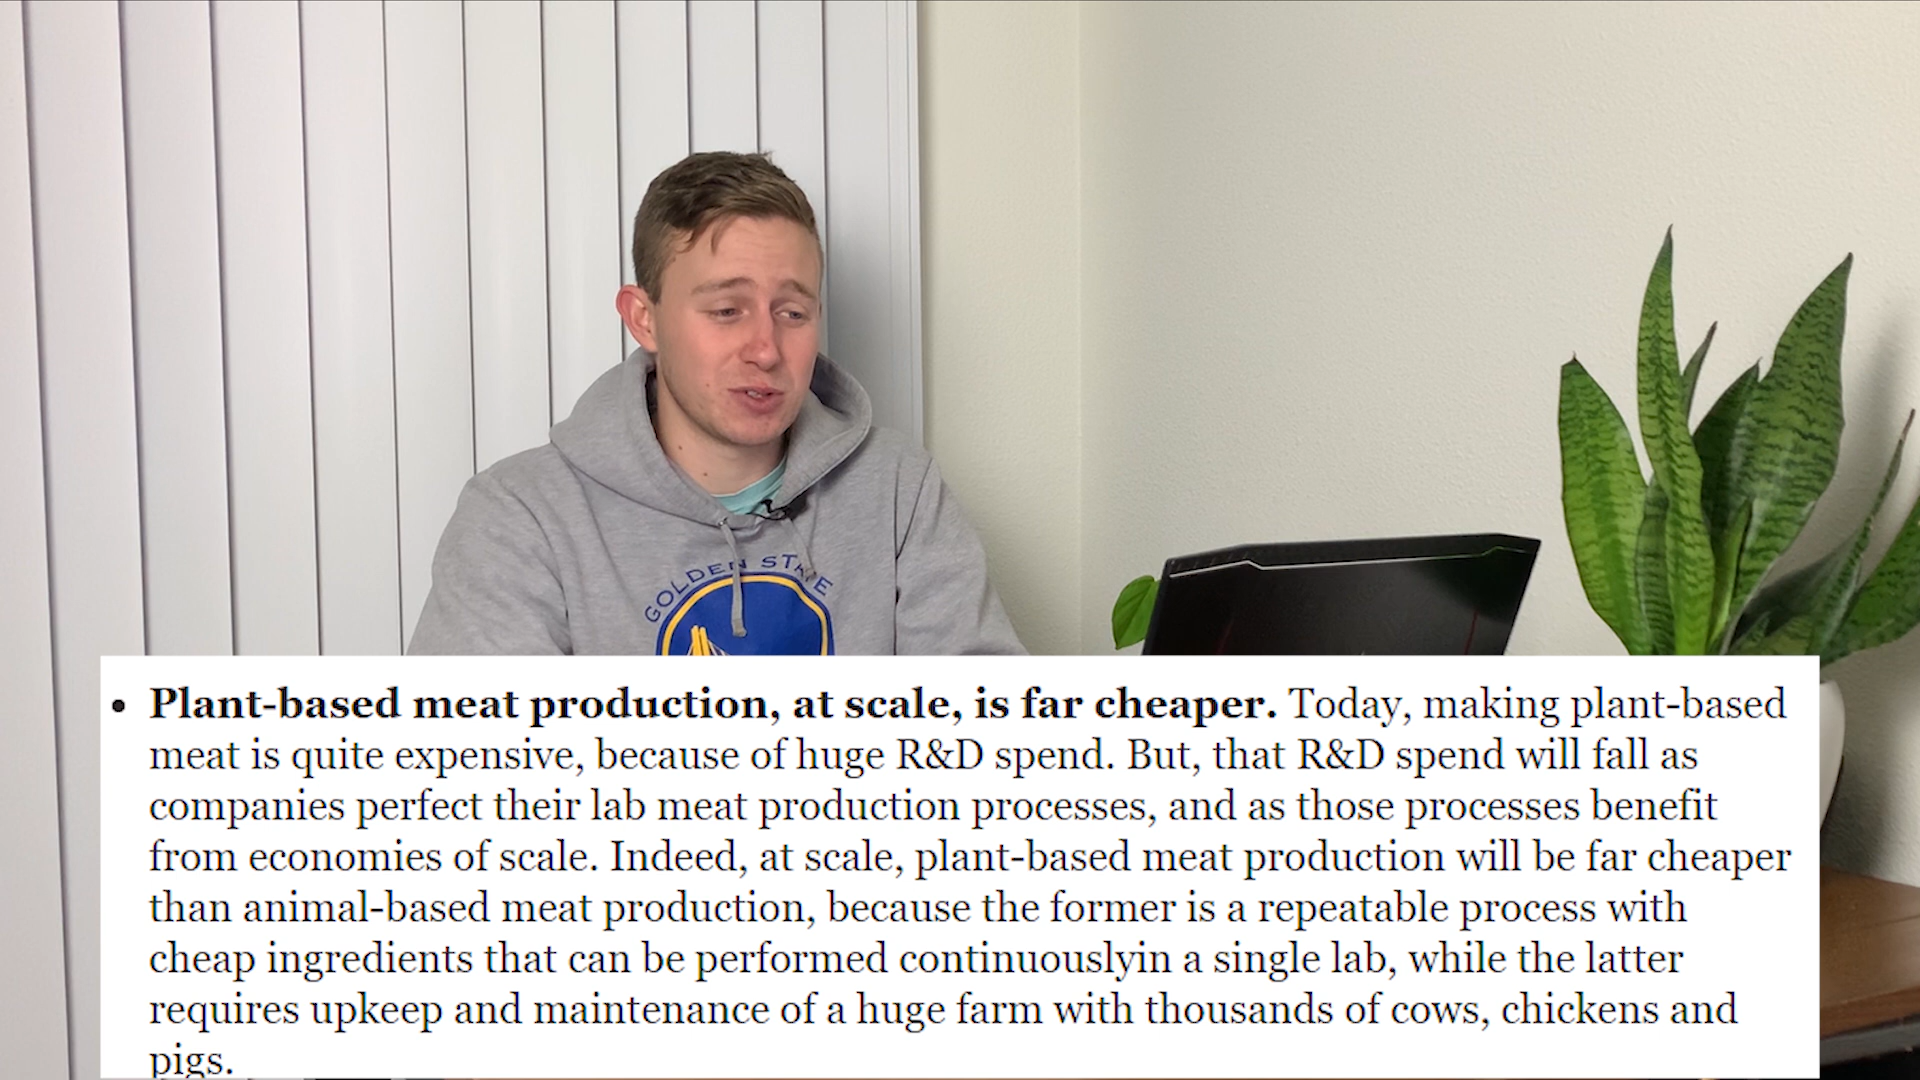 GOLDEN STATE
• Plant-based meat production, at scale, is far cheaper. Today, making plant-based
meat is quite expensive, because of huge R&D spend. But, that R&D spend will fall as
companies perfect their lab meat production processes, and as those processes benefit
from economies of scale. Indeed, at scale, plant-based meat production will be far cheaper
than animal-based meat production, because the former is a repeatable process with
cheap ingredients that can be performed continuouslyin a single lab, while the latter
requires upkeep and maintenance of a huge farm with thousands of cows, chickens and
pigs.